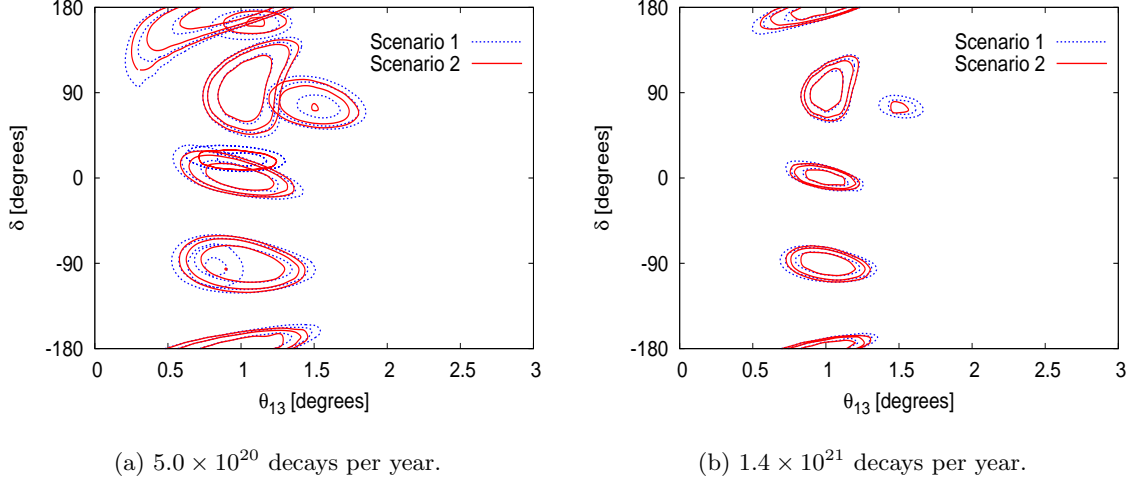 180
90
0
-90
-180
δ [degrees]
Scenario 1
Scenario 2
0 0.5 1 1.5 2 2.5 3
θ13 [degrees]
(a) 5.0 × 10^20 decays per year.
180
90
0
-90
-180
δ [degrees]
Scenario 1
Scenario 2
0 0.5 1 1.5 2 2.5 3
θ13 [degrees]
(b) 1.4 × 10^21 decays per year.